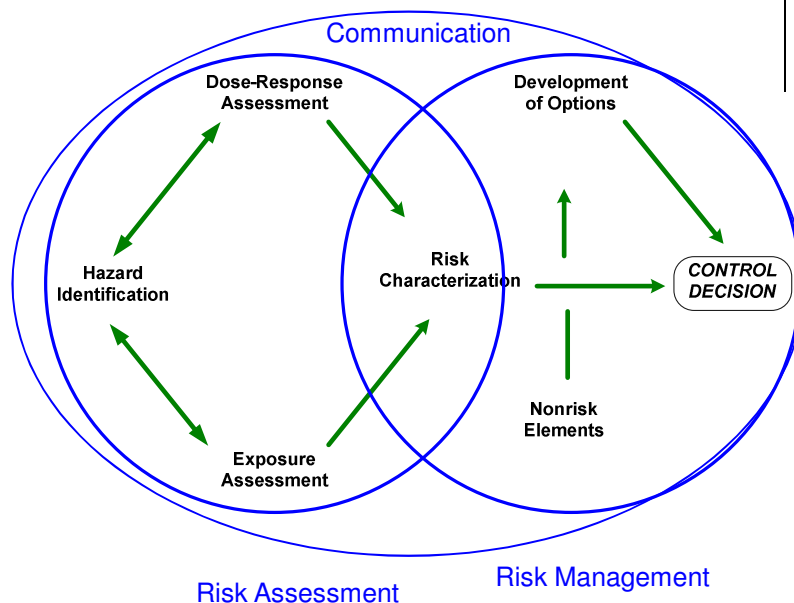 Communication
Dose-Response
Assessment
Development
of Options
Hazard
Identification
Risk
Characterization
CONTROL
DECISION
Nonrisk
Elements
Exposure
Assessment
Risk Assessment
Risk Management